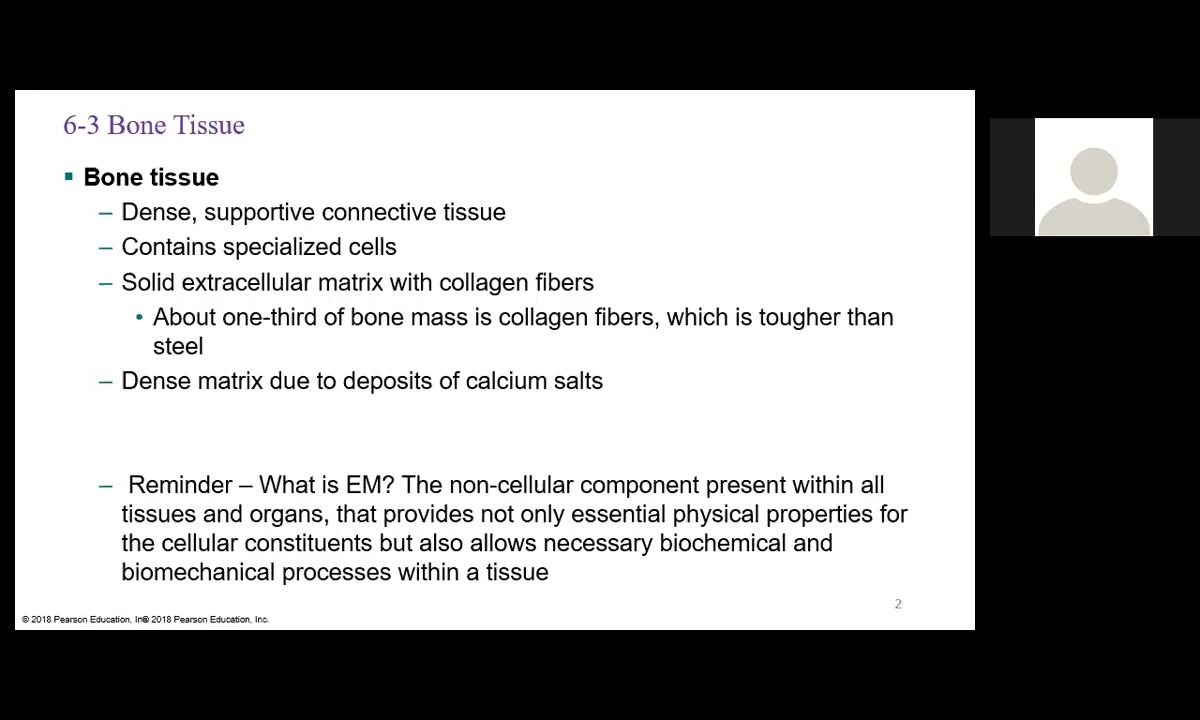 6-3 Bone Tissue
▪ Bone tissue
– Dense, supportive connective tissue
– Contains specialized cells
– Solid extracellular matrix with collagen fibers
• About one-third of bone mass is collagen fibers, which is tougher than
steel
– Dense matrix due to deposits of calcium salts
– Reminder – What is EM? The non-cellular component present within all
tissues and organs, that provides not only essential physical properties for
the cellular constituents but also allows necessary biochemical and
biomechanical processes within a tissue
2
© 2018 Pearson Education, In© 2018 Pearson Education, Inc.